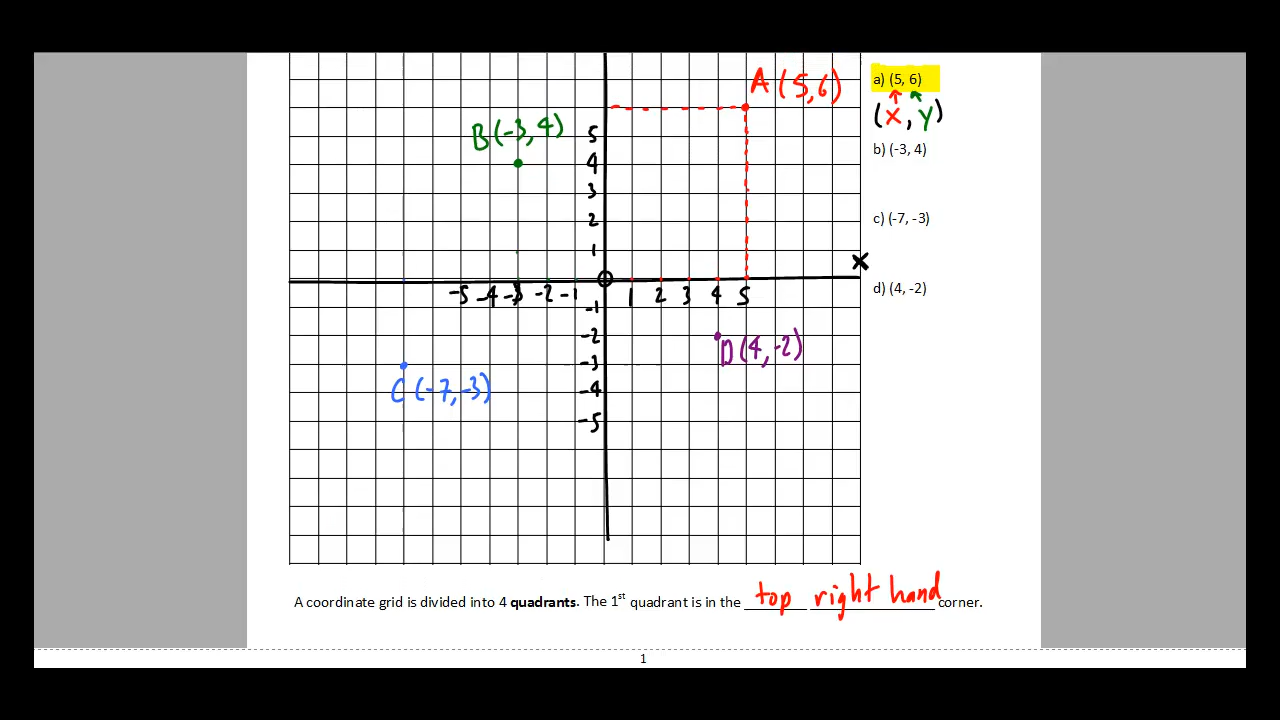 A (5,6)
a) (5, 6)
(X, Y)
B(-3, 4)
5
b) (-3, 4)
4
3
c) (-7, -3)
2
1
X
0
-5 -4 -3 -2 -1 1 2 3 4 5
d) (4, -2)
-1
-2
D(4, -2)
-3
C (-7, -3)
-4
-5
A coordinate grid is divided into 4 quadrants. The 1st quadrant is in the top right hand corner.
1